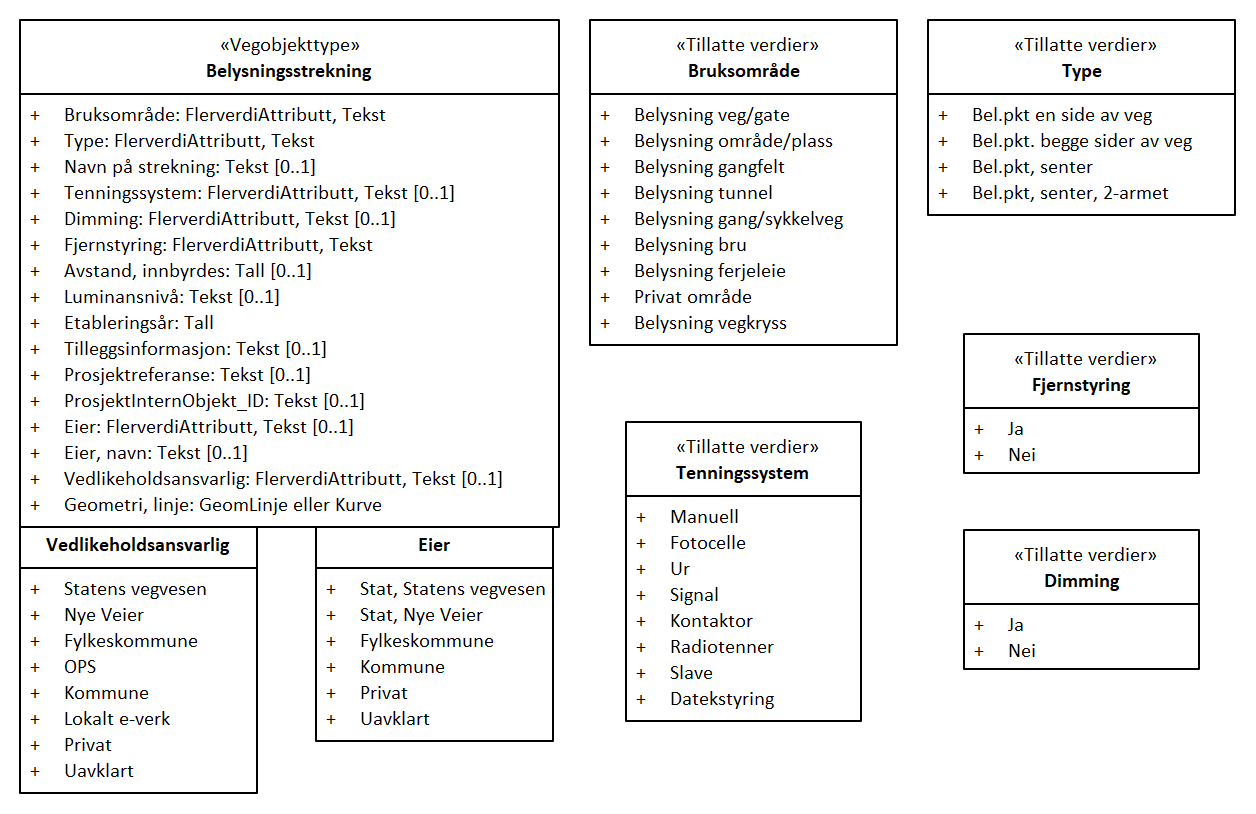 «Vegobjekttype»
Belysningsstrekning
+ Bruksområde: FlerverdiAttributt, Tekst
+ Type: FlerverdiAttributt, Tekst
+ Navn på strekning: Tekst [0..1]
+ Tenningssystem: FlerverdiAttributt, Tekst [0..1]
+ Dimming: FlerverdiAttributt, Tekst [0..1]
+ Fjernstyring: FlerverdiAttributt, Tekst
+ Avstand, innbyrdes: Tall [0..1]
+ Luminansnivå: Tekst [0..1]
+ Etableringsår: Tall
+ Tilleggsinformasjon: Tekst [0..1]
+ Prosjektreferanse: Tekst [0..1]
+ ProsjektInternObjekt_ID: Tekst [0..1]
+ Eier: FlerverdiAttributt, Tekst [0..1]
+ Eier, navn: Tekst [0..1]
+ Vedlikeholdsansvarlig: FlerverdiAttributt, Tekst [0..1]
+ Geometri, linje: GeomLinje eller Kurve
Vedlikeholdsansvarlig
+ Statens vegvesen
+ Nye Veier
+ Fylkeskommune
+ OPS
+ Kommune
+ Lokalt e-verk
+ Privat
+ Uavklart
Eier
+ Stat, Statens vegvesen
+ Stat, Nye Veier
+ Fylkeskommune
+ Kommune
+ Privat
+ Uavklart
«Tillatte verdier»
Bruksområde
+ Belysning veg/gate
+ Belysning område/plass
+ Belysning gangfelt
+ Belysning tunnel
+ Belysning gang/sykkelveg
+ Belysning bru
+ Belysning ferjeleie
+ Privat område
+ Belysning vegkryss
«Tillatte verdier»
Tenningssystem
+ Manuell
+ Fotocelle
+ Ur
+ Signal
+ Kontaktor
+ Radiotenner
+ Slave
+ Datekstyring
«Tillatte verdier»
Type
+ Bel.pkt en side av veg
+ Bel.pkt. begge sider av veg
+ Bel.pkt, senter
+ Bel.pkt, senter, 2-armet
«Tillatte verdier»
Fjernstyring
+ Ja
+ Nei
«Tillatte verdier»
Dimming
+ Ja
+ Nei